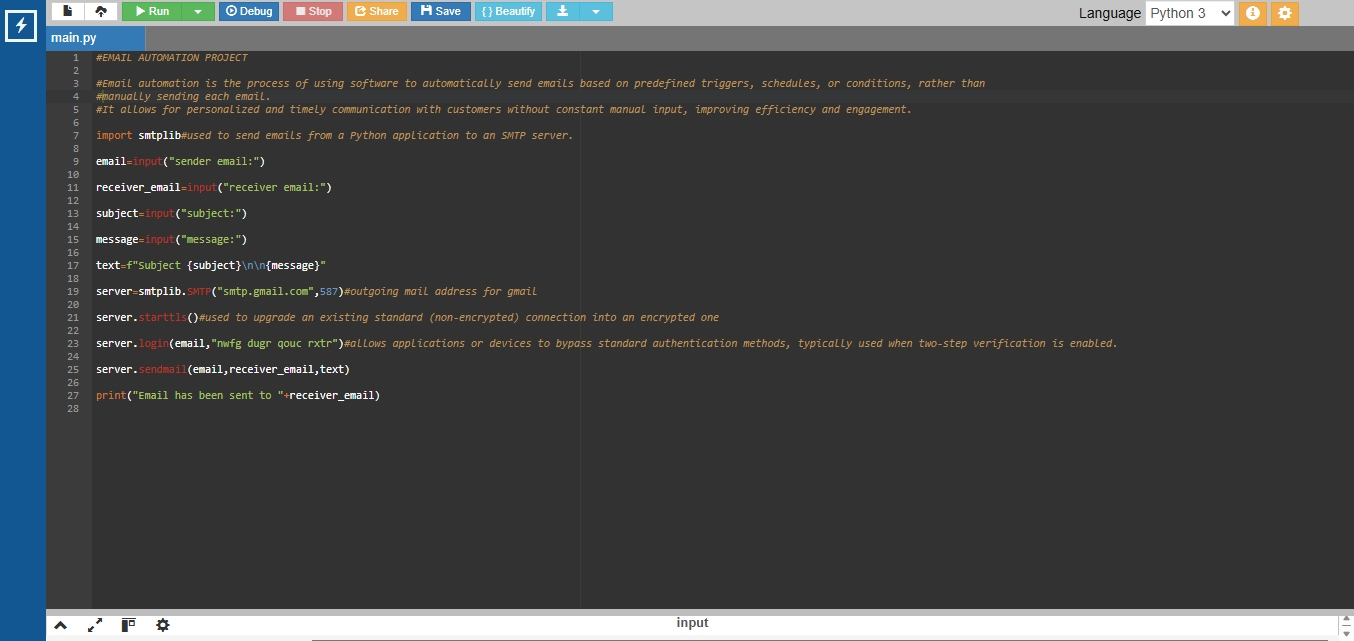 Run Debug Stop Share Save { } Beautify Language Python 3
main.py
1 #EMAIL AUTOMATION PROJECT
2
3 #Email automation is the process of using software to automatically send emails based on predefined triggers, schedules, or conditions, rather than
4 #manually sending each email.
5 #It allows for personalized and timely communication with customers without constant manual input, improving efficiency and engagement.
6
7 import smtplib#used to send emails from a Python application to an SMTP server.
8
9 email=input("sender email:")
10
11 receiver_email=input("receiver email:")
12
13 subject=input("subject:")
14
15 message=input("message:")
16
17 text=f"Subject {subject}\n\n{message}"
18
19 server=smtplib.SMTP("smtp.gmail.com",587)#outgoing mail address for gmail
20
21 server.starttls()#used to upgrade an existing standard (non-encrypted) connection into an encrypted one
22
23 server.login(email,"nwfg dugr qouc rxtr")#allows applications or devices to bypass standard authentication methods, typically used when two-step verification is enabled.
24
25 server.sendmail(email,receiver_email,text)
26
27 print("Email has been sent to "+receiver_email)
28
input